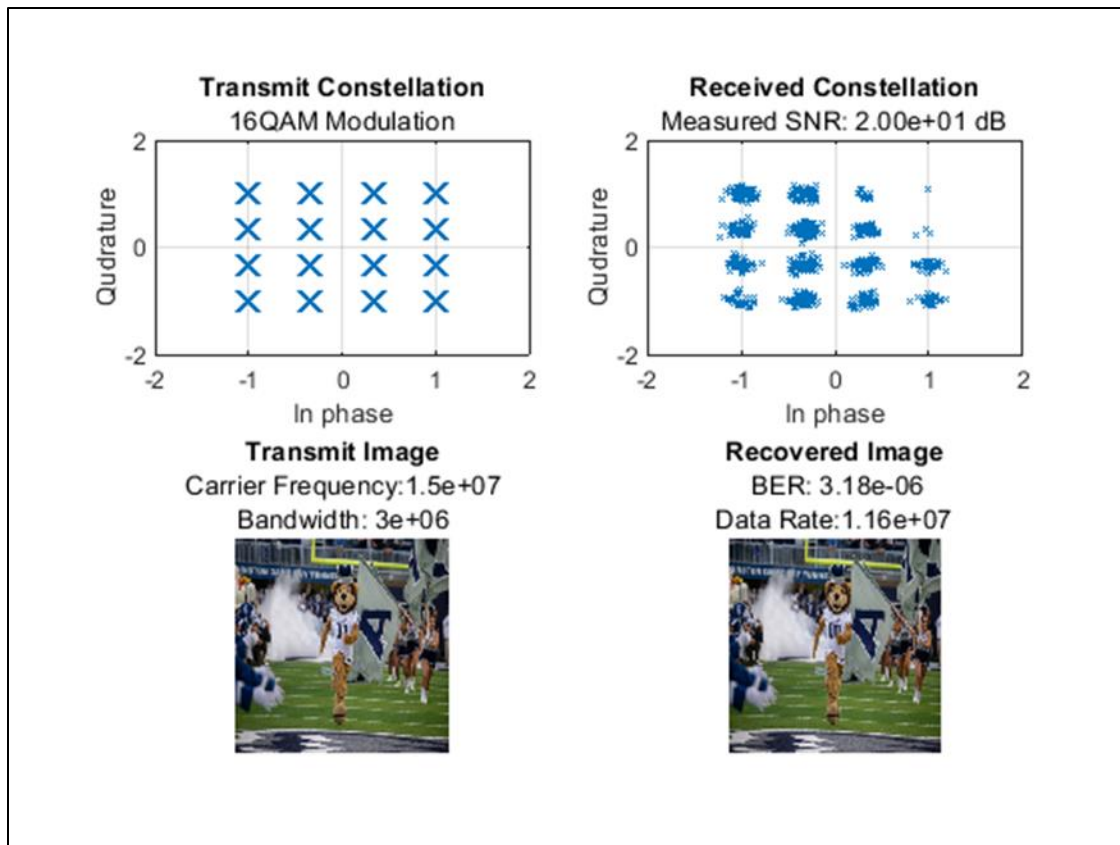 Transmit Constellation
16QAM Modulation
2
0
-2
-2
-1
0
1
2
Qudrature
In phase
Received Constellation
Measured SNR: 2.00e+01 dB
2
0
-2
-2
-1
0
1
2
Qudrature
In phase
Transmit Image
Carrier Frequency:1.5e+07
Bandwidth: 3e+06
Recovered Image
BER: 3.18e-06
Data Rate:1.16e+07